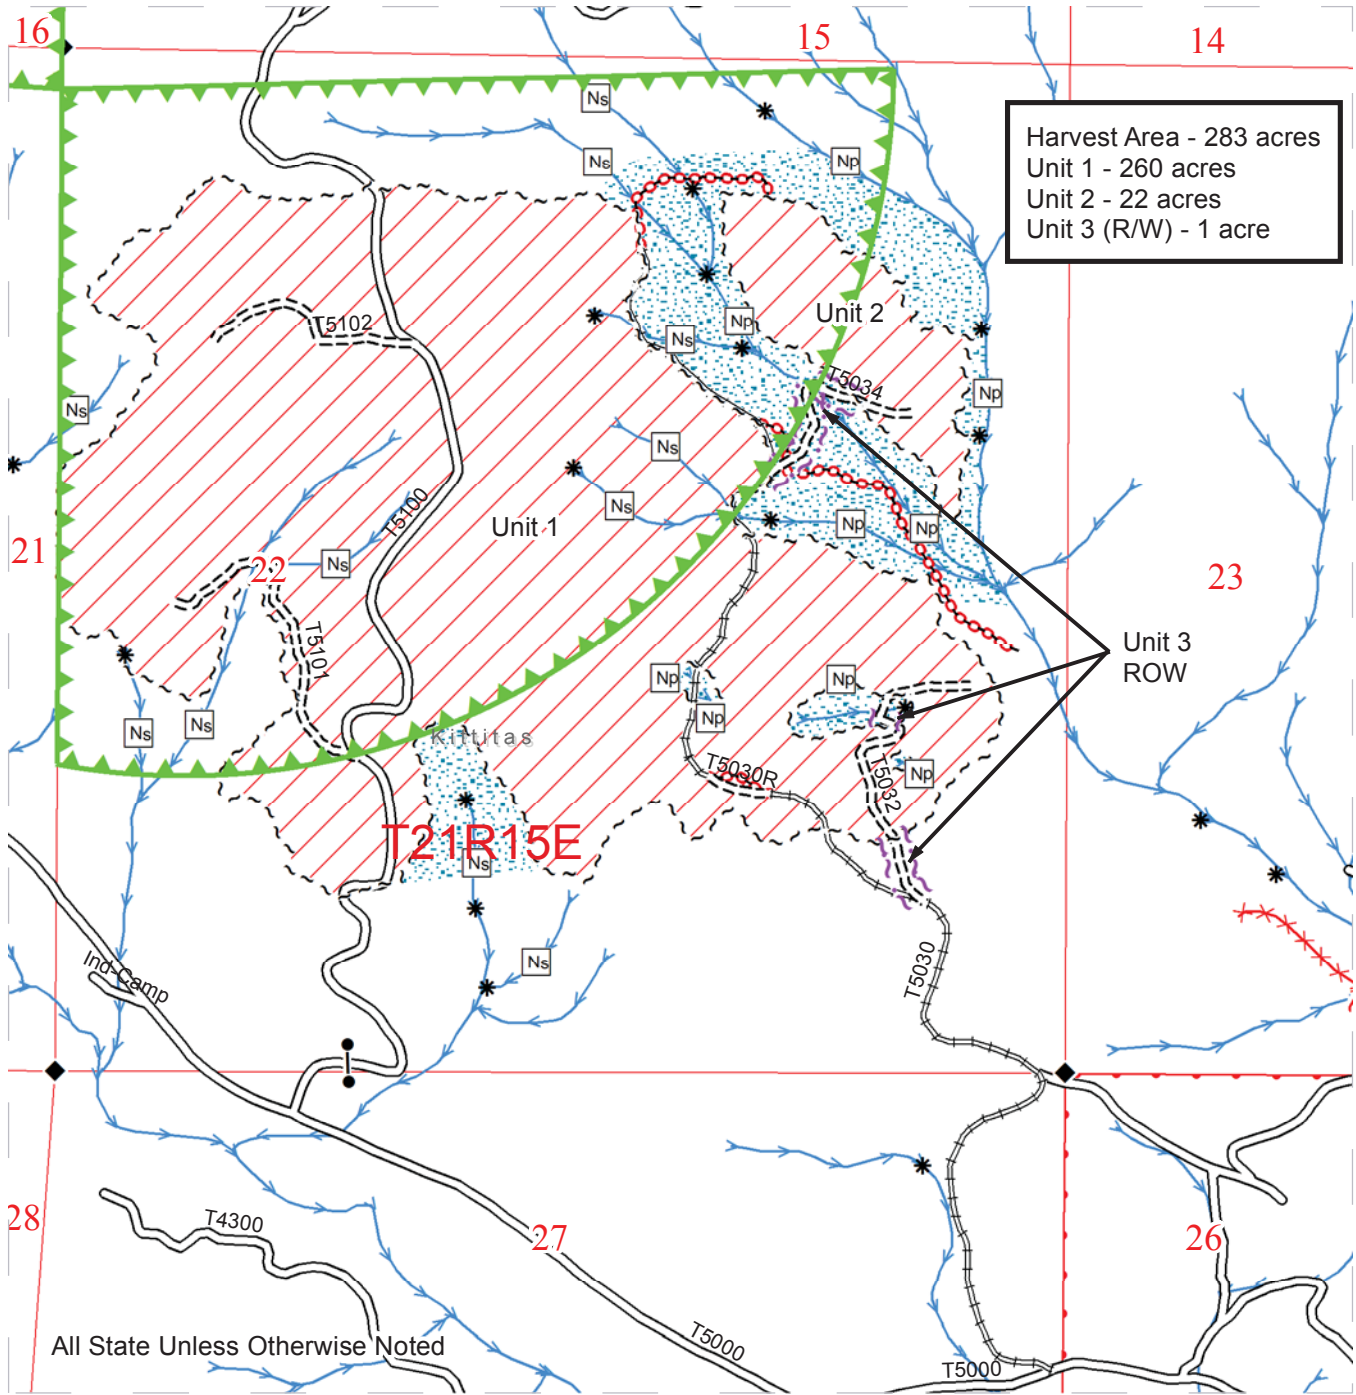 16
15
14
Ns
Harvest Area - 283 acres
Unit 1 - 260 acres
Unit 2 - 22 acres
Unit 3 (R/W) - 1 acre
Ns
Np
T5102
Np
Unit 2
Ns
T5034
Np
Ns
Ns
T5100
Ns
Unit 1
Np
Np
21
22
Ns
23
T5101
Unit 3
ROW
Np
Np
Np
Ns
Ns
Kittitas
T5030R
Np
T5032
T21R15E
Ns
Ind-Camp
Ns
T5030
28
T4300
27
26
All State Unless Otherwise Noted
T5000
T5000